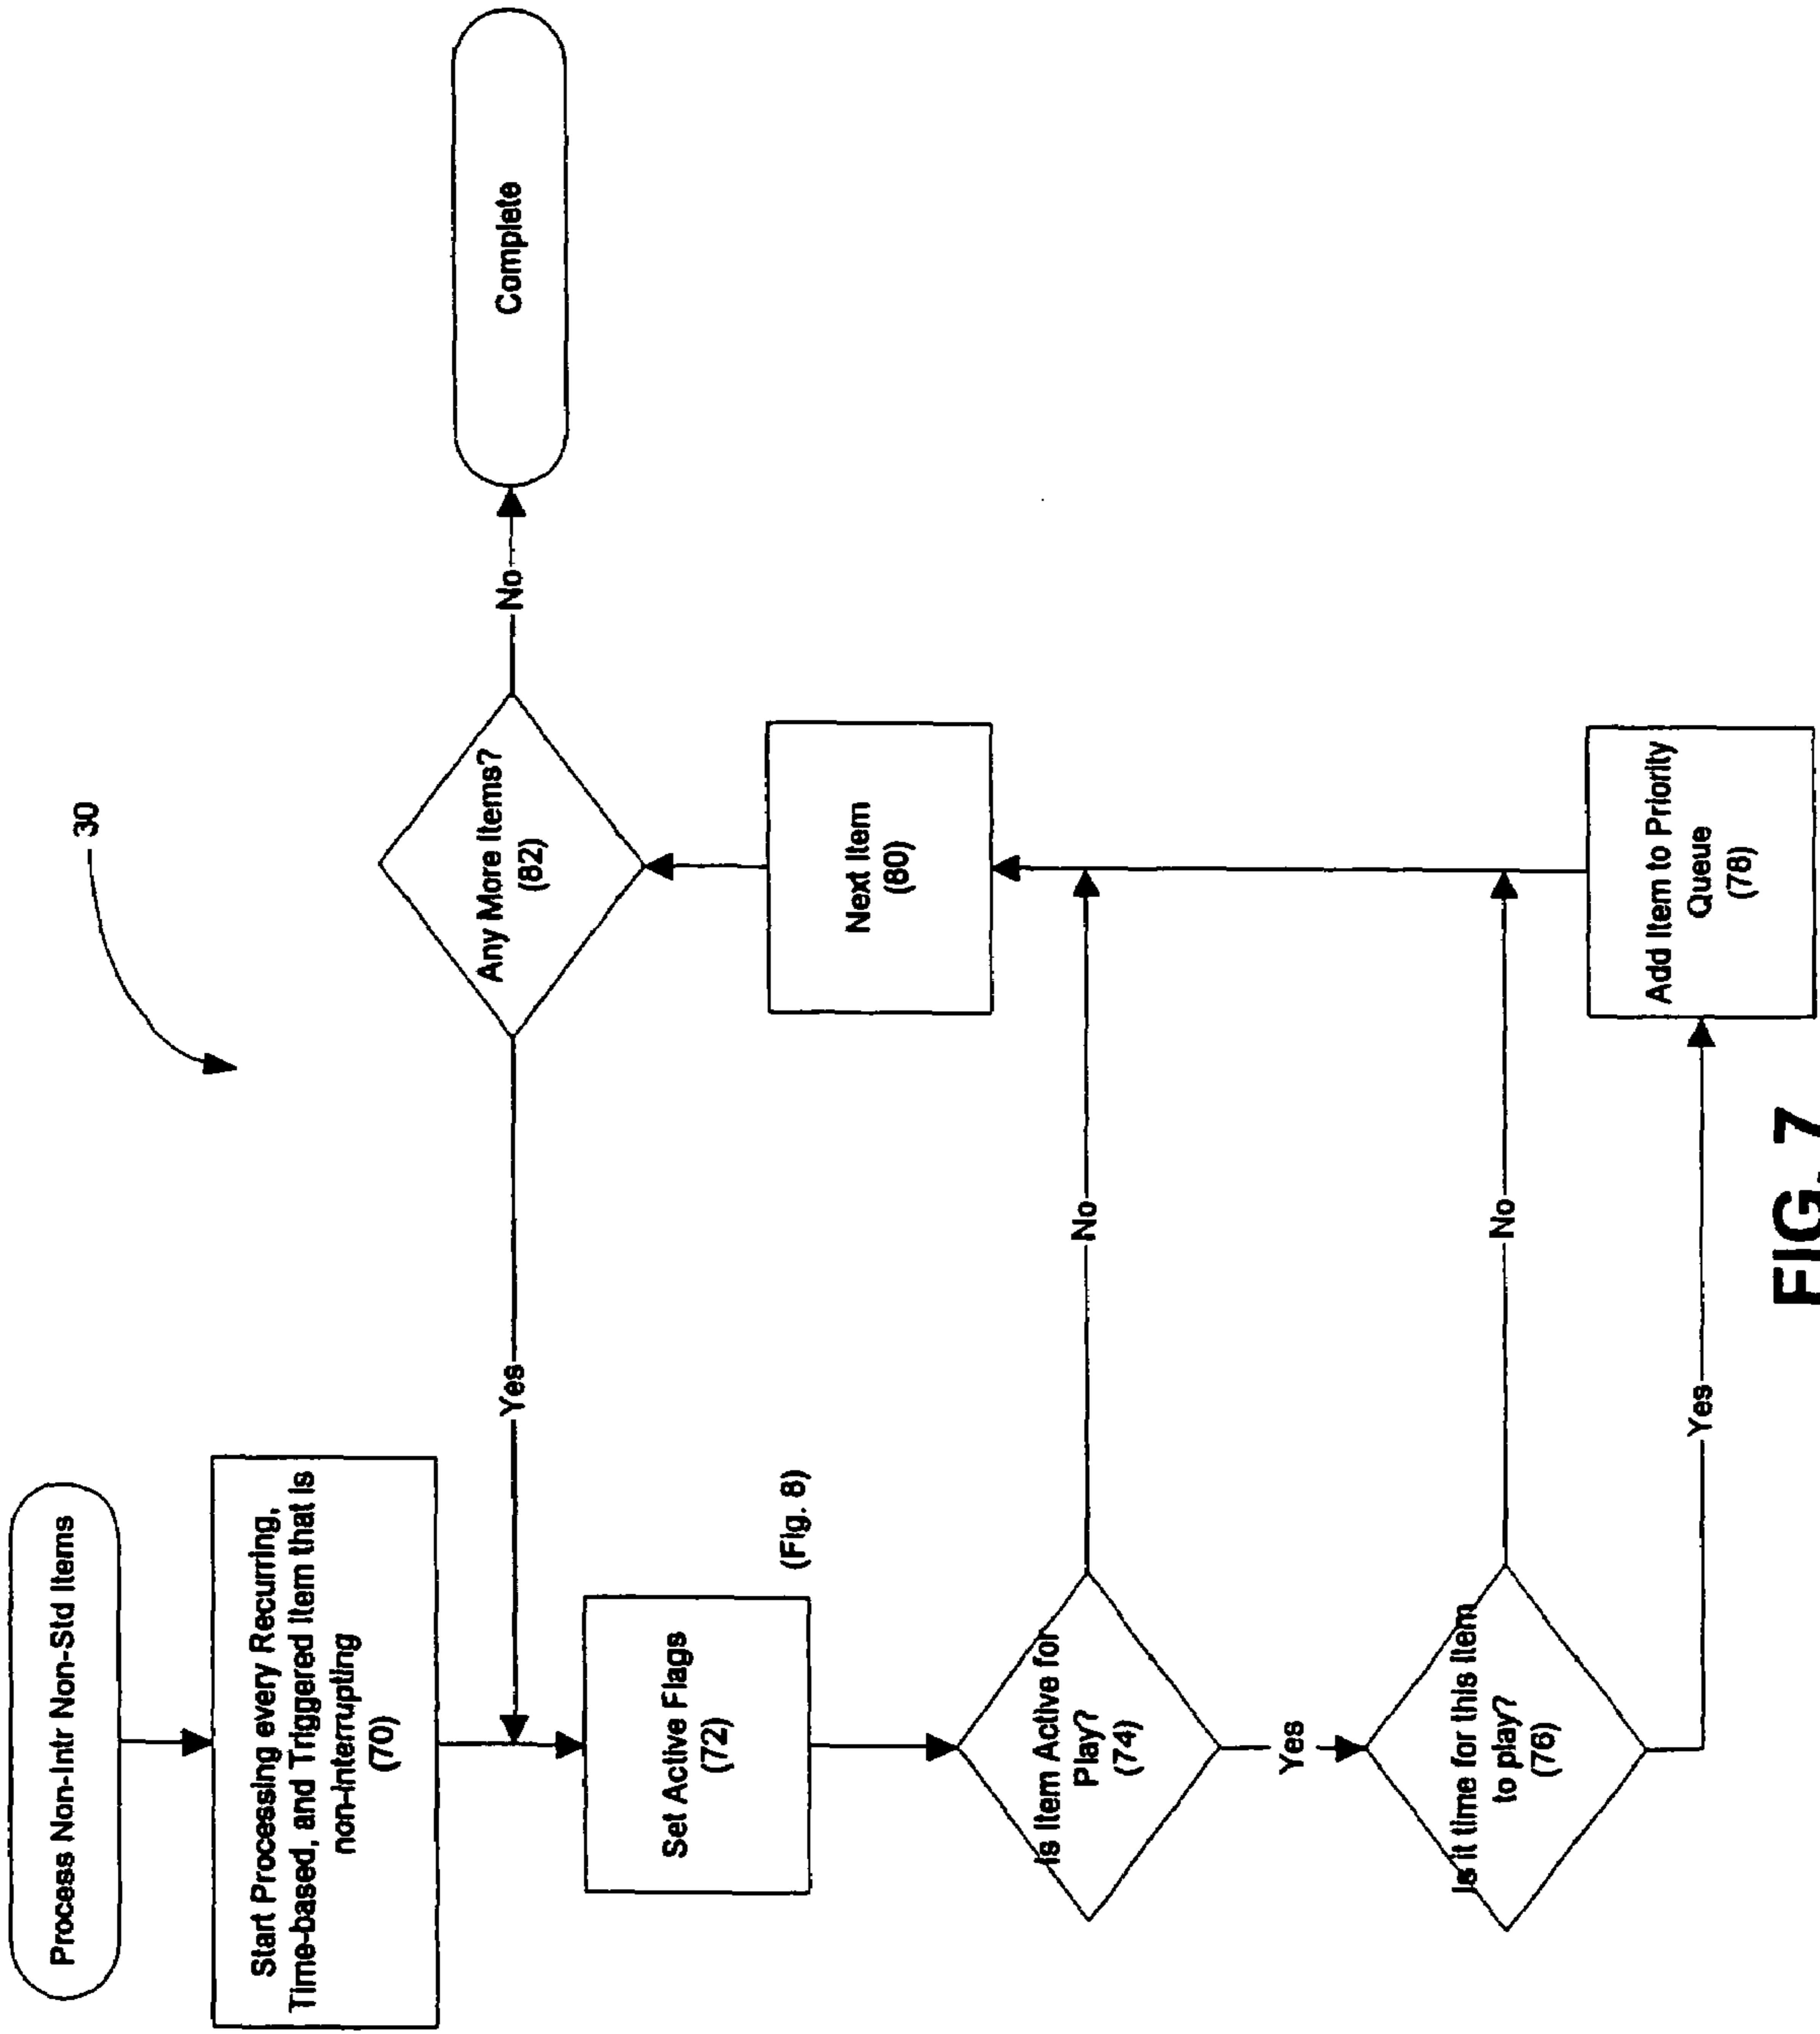 Process Non-Intr Non-Std Items
Start Processing every Recurring,
Time-based, and Triggered Item that is
non-interrupting
(70)
Set Active Flags
(72)
(Fig. 8)
Is Item Active for
Play?
(74)
Yes
No
Is it time for this item
to play?
(76)
No
Yes
Add Item to Priority
Queue
(78)
Next Item
(80)
Any More Items?
(82)
Yes
No
Complete
30
FIG. 7